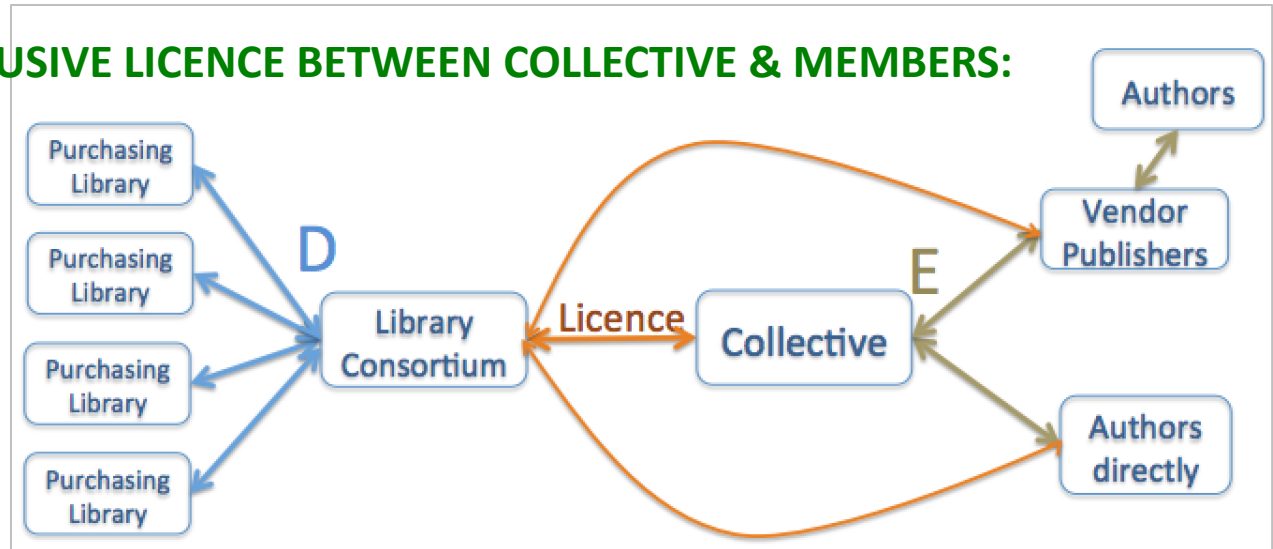 USIVE LICENCE BETWEEN COLLECTIVE & MEMBERS:
Authors
Purchasing
Library
D
Vendor
Publishers
Purchasing
Library
E
Library
Consortium
Licence
Collective
Purchasing
Library
Authors
directly
Purchasing
Library